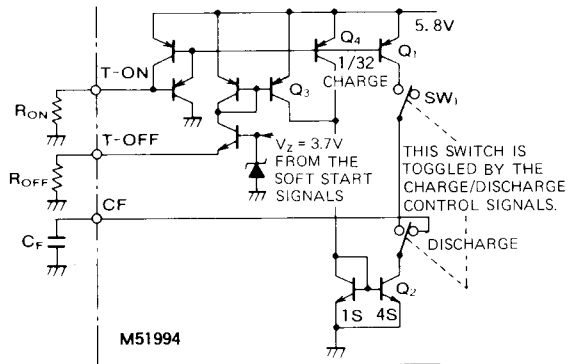 5.8V
Q4
Q1
1/32
CHARGE
T-ON
Q3
SW1
RON
T-OFF
VZ = 3.7V
FROM THE
SOFT START
SIGNALS
THIS SWITCH IS
TOGGLED BY THE
CHARGE/DISCHARGE
CONTROL SIGNALS.
ROFF
CF
CF
DISCHARGE
Q2
1S 4S
M51994